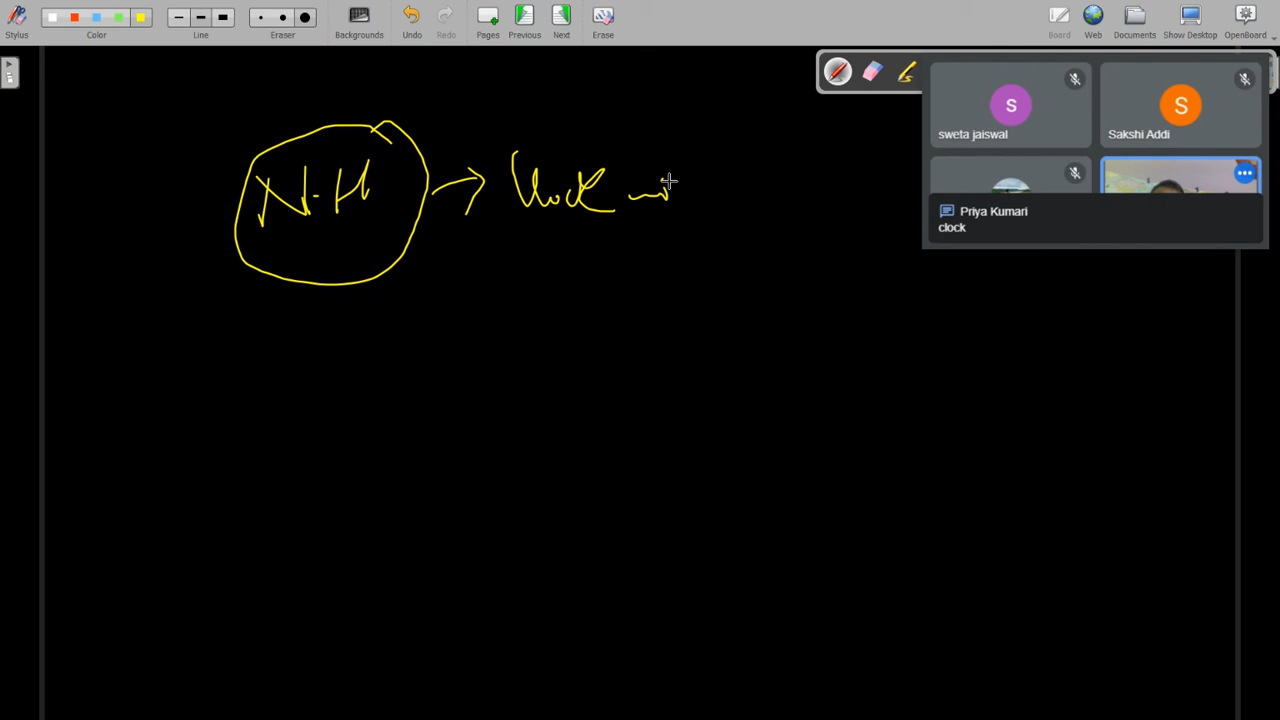 Stylus
Color
Line
Eraser
Backgrounds
Undo
Redo
Pages
Previous
Next
Erase
Board
Web
Documents
Show Desktop
OpenBoard
s
sweta jaiswal
S
Sakshi Addi
Priya Kumari
clock
N.H → Clock